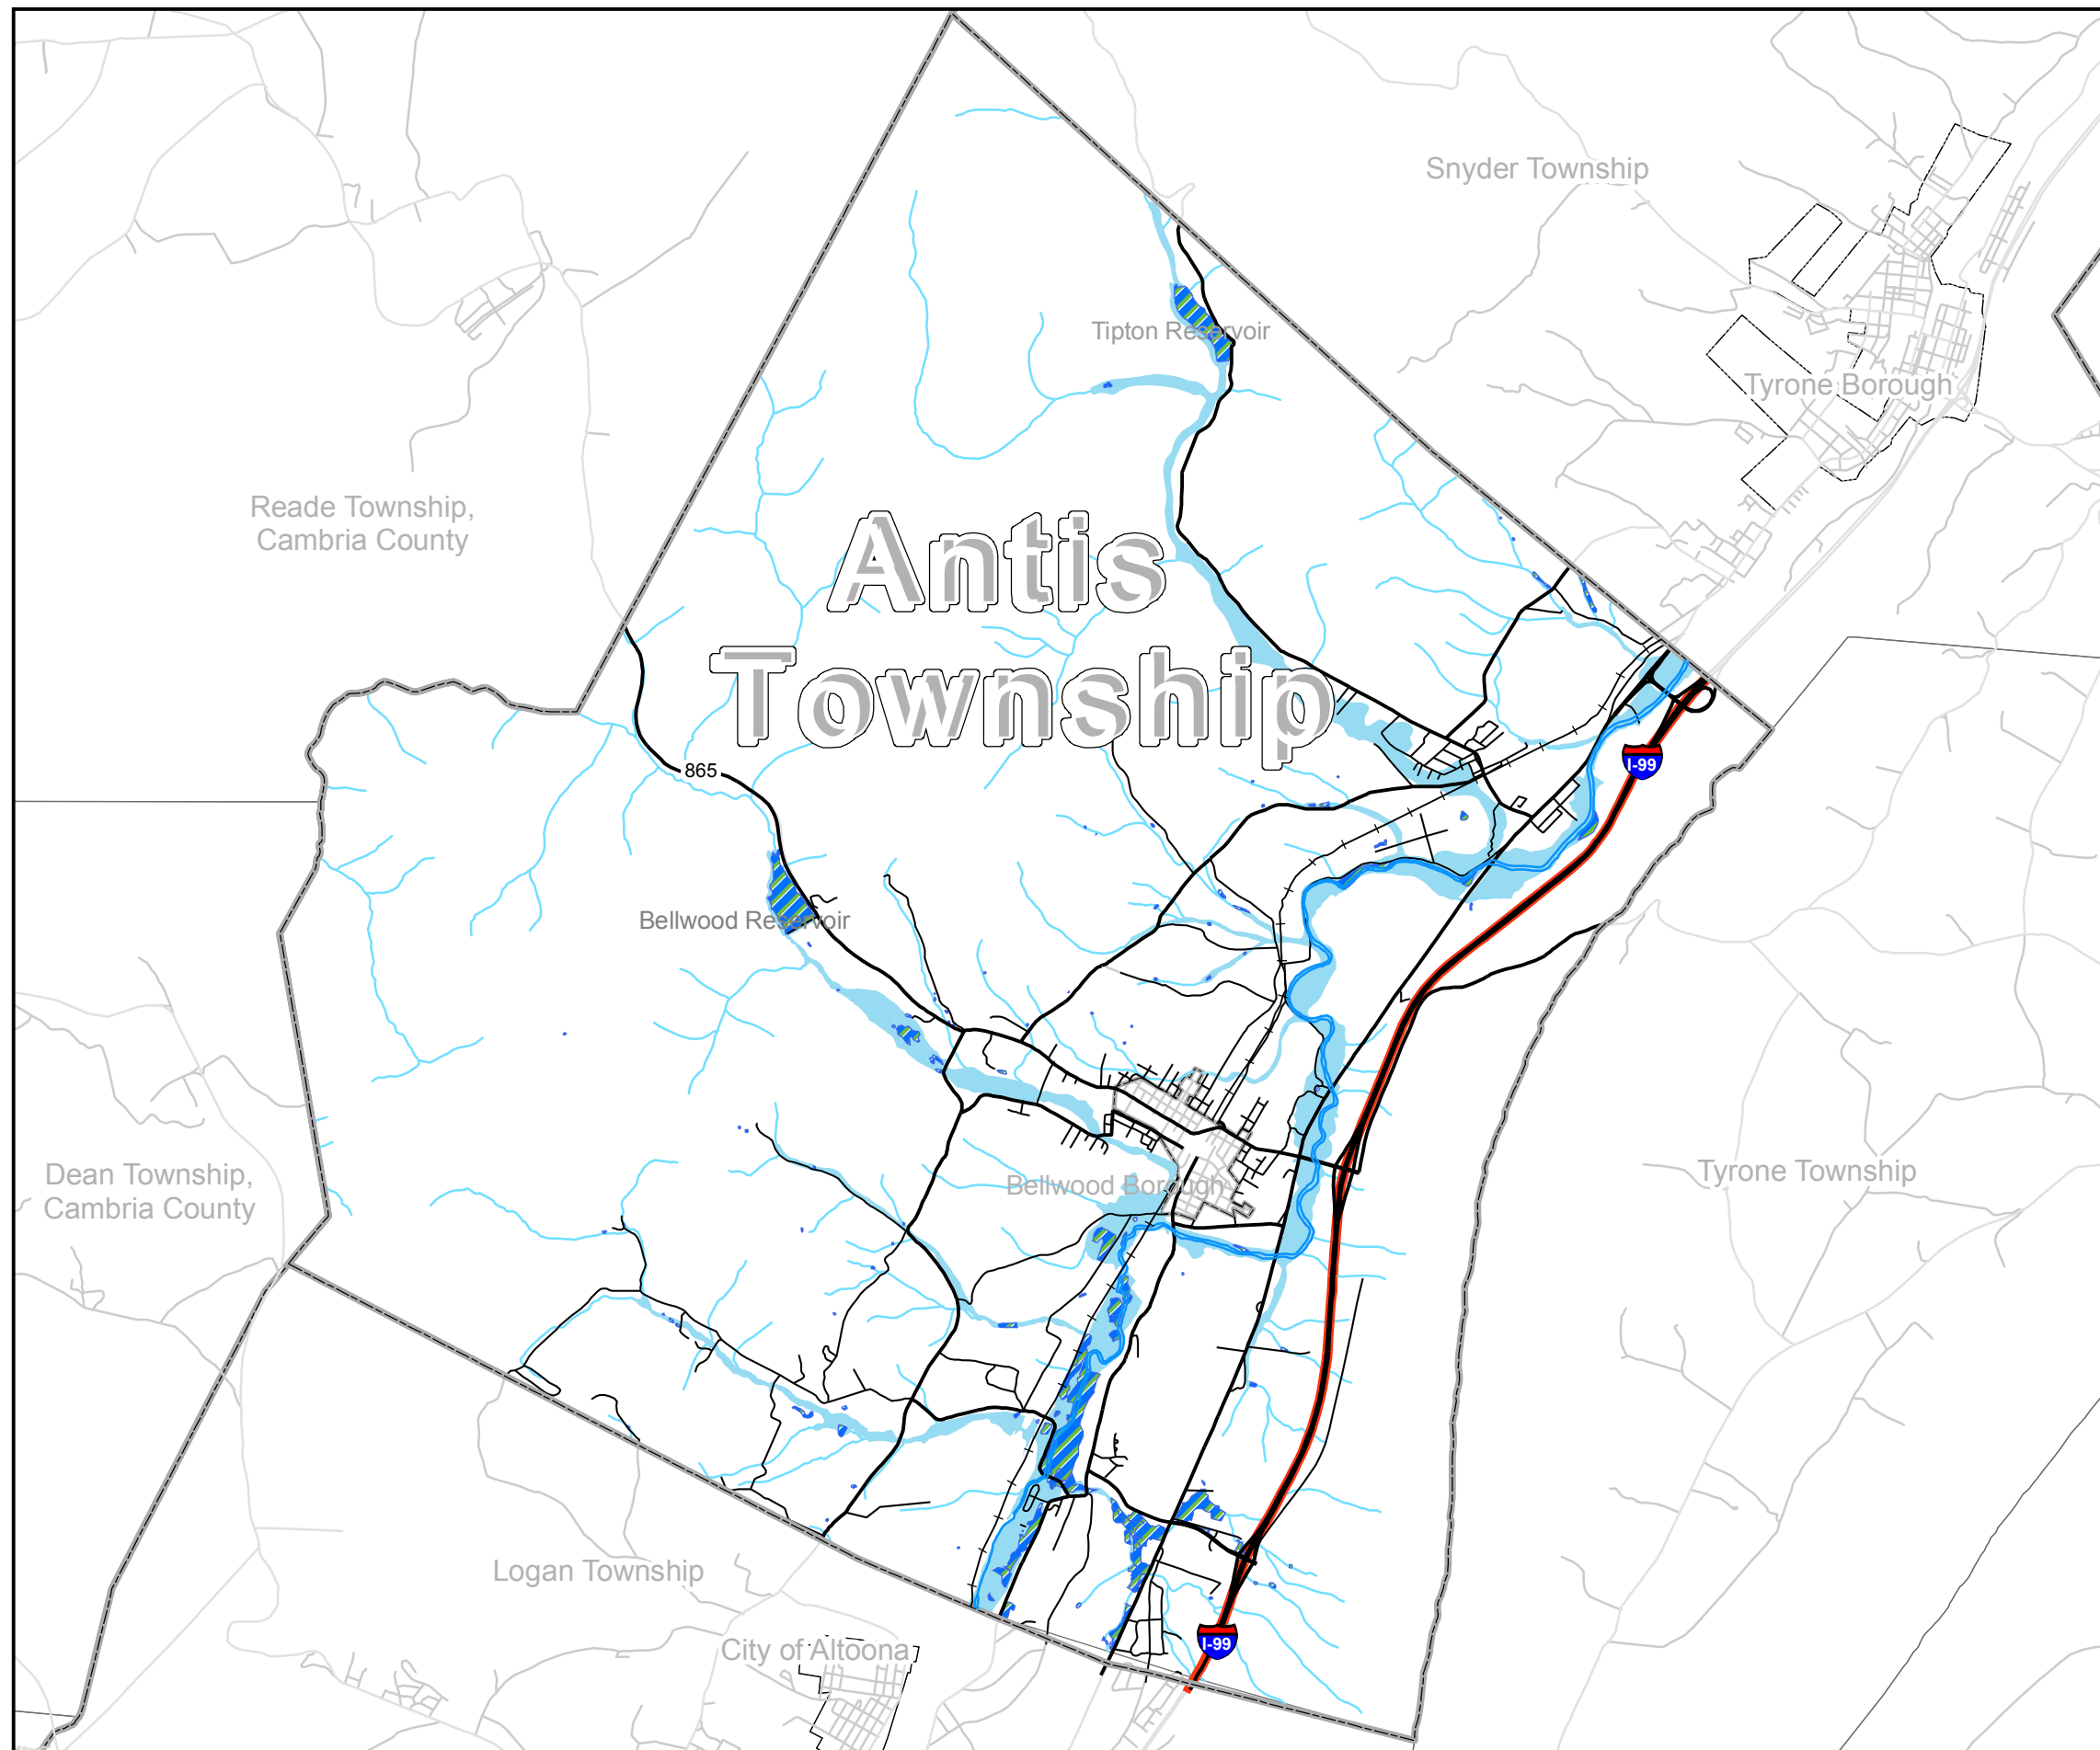 Snyder Township
Tipton Reservoir
Tyrone Borough
Reade Township,
Cambria County
Antis
Township
865
I-99
Bellwood Reservoir
Dean Township,
Cambria County
Bellwood Borough
Tyrone Township
Logan Township
City of Altoona
I-99